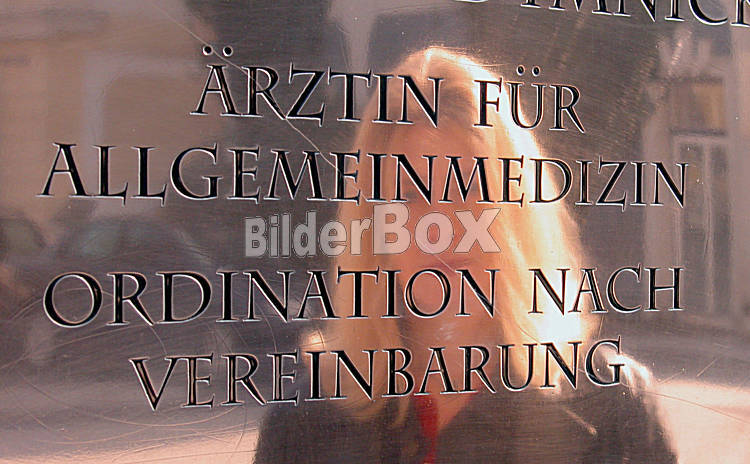 ÄRZTIN FÜR
ALLGEMEINMEDIZIN
BilderBOX
ORDINATION NACH
VEREINBARUNG